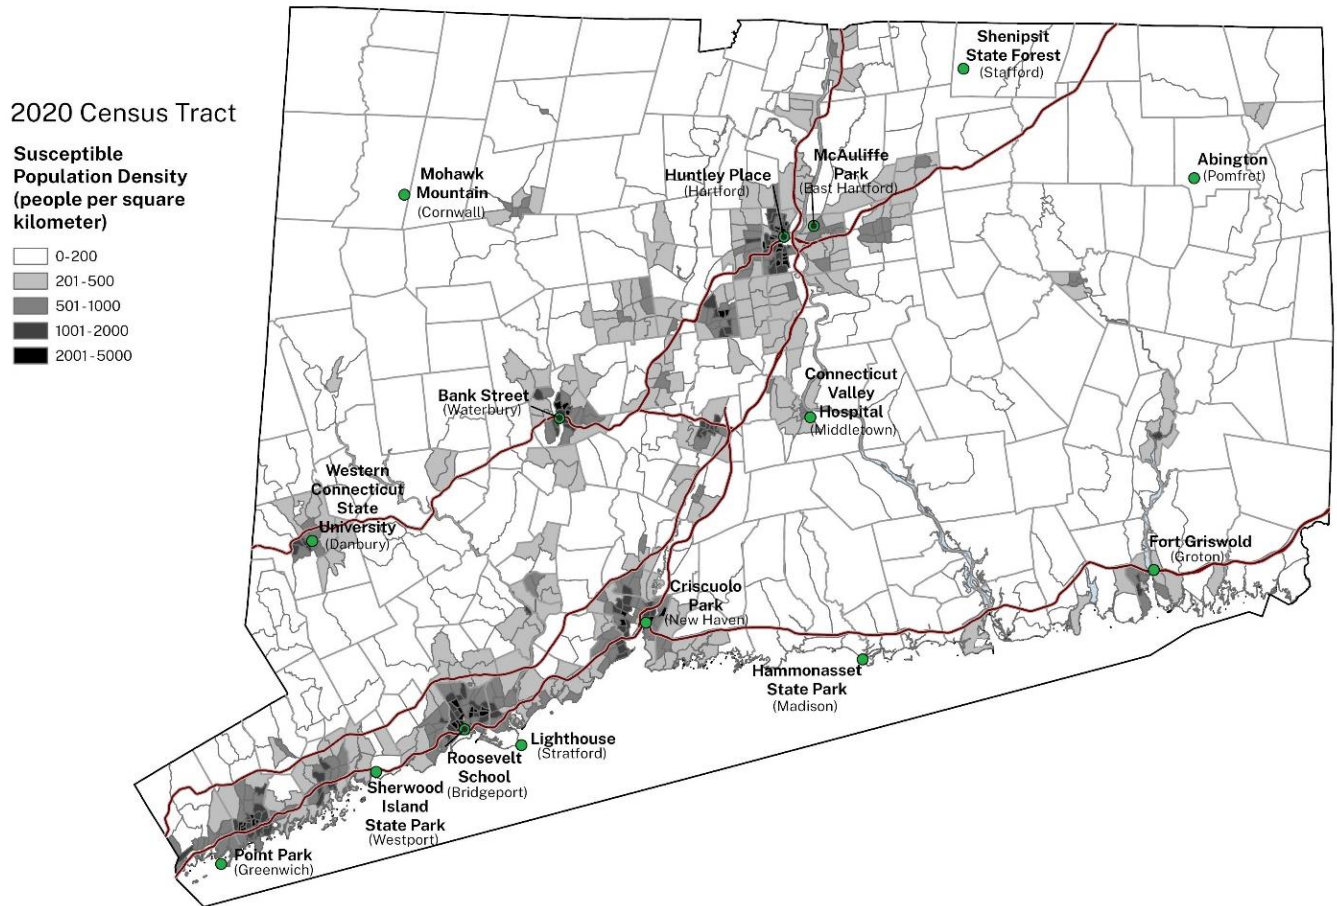 2020 Census Tract
Susceptible
Population Density
(people per square
kilometer)
0-200
201-500
501-1000
1001-2000
2001-5000
Shenipsit
State Forest
(Stafford)
Mohawk
Mountain
(Cornwall)
Huntley Place
(Hartford)
McAuliffe
Park
(East Hartford)
Abington
(Pomfret)
Bank Street
(Waterbury)
Connecticut
Valley
Hospital
(Middletown)
Western
Connecticut
State
University
(Danbury)
Fort Griswold
(Groton)
Criscuolo
Park
(New Haven)
Hammonasset
State Park
(Madison)
Lighthouse
(Stratford)
Roosevelt
School
(Bridgeport)
Sherwood
Island
State Park
(Westport)
Point Park
(Greenwich)